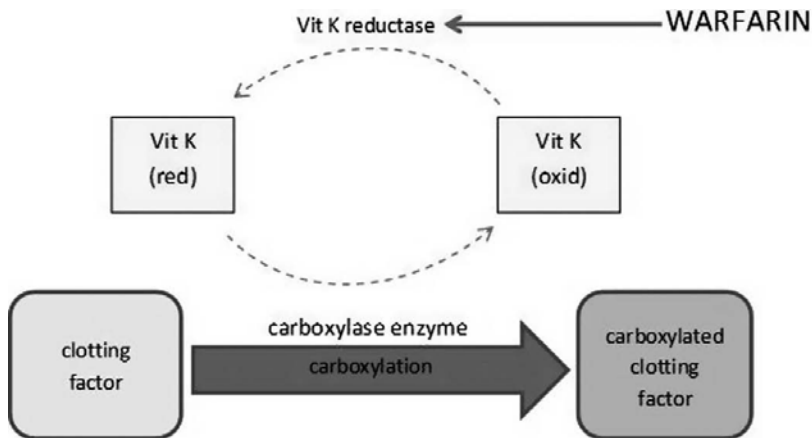 Vit K reductase
WARFARIN
Vit K
(red)
Vit K
(oxid)
clotting
factor
carboxylase enzyme
carboxylation
carboxylated
clotting
factor